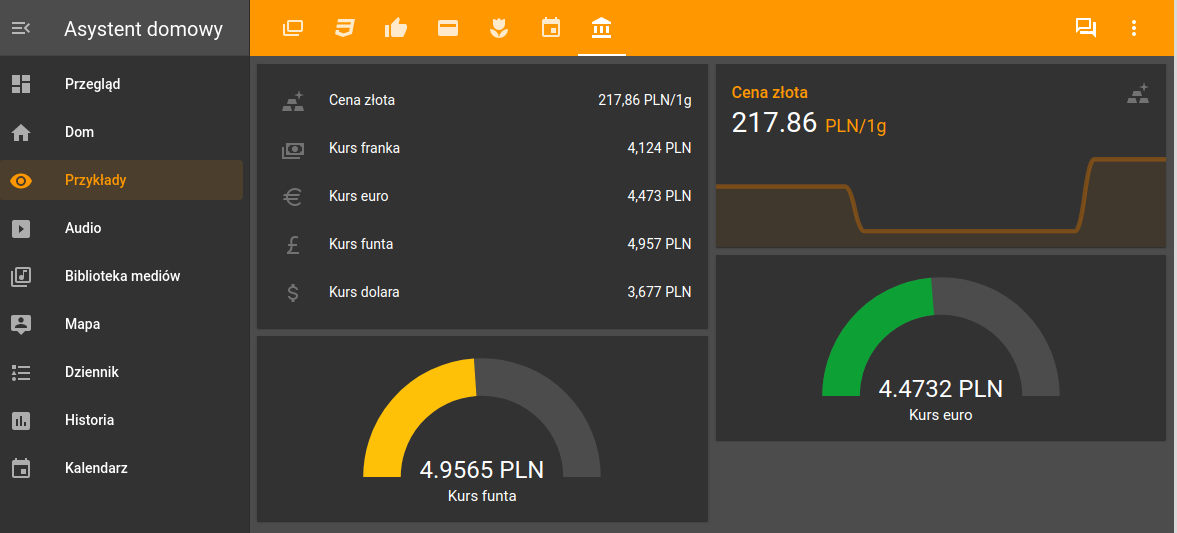 Asystent domowy
Przegląd
Dom
Przykłady
Audio
Biblioteka mediów
Mapa
Dziennik
Historia
Kalendarz
Cena złota 217,86 PLN/1g
Kurs franka 4,124 PLN
Kurs euro 4,473 PLN
Kurs funta 4,957 PLN
Kurs dolara 3,677 PLN
4.9565 PLN
Kurs funta
Cena złota
217.86 PLN/1g
4.4732 PLN
Kurs euro